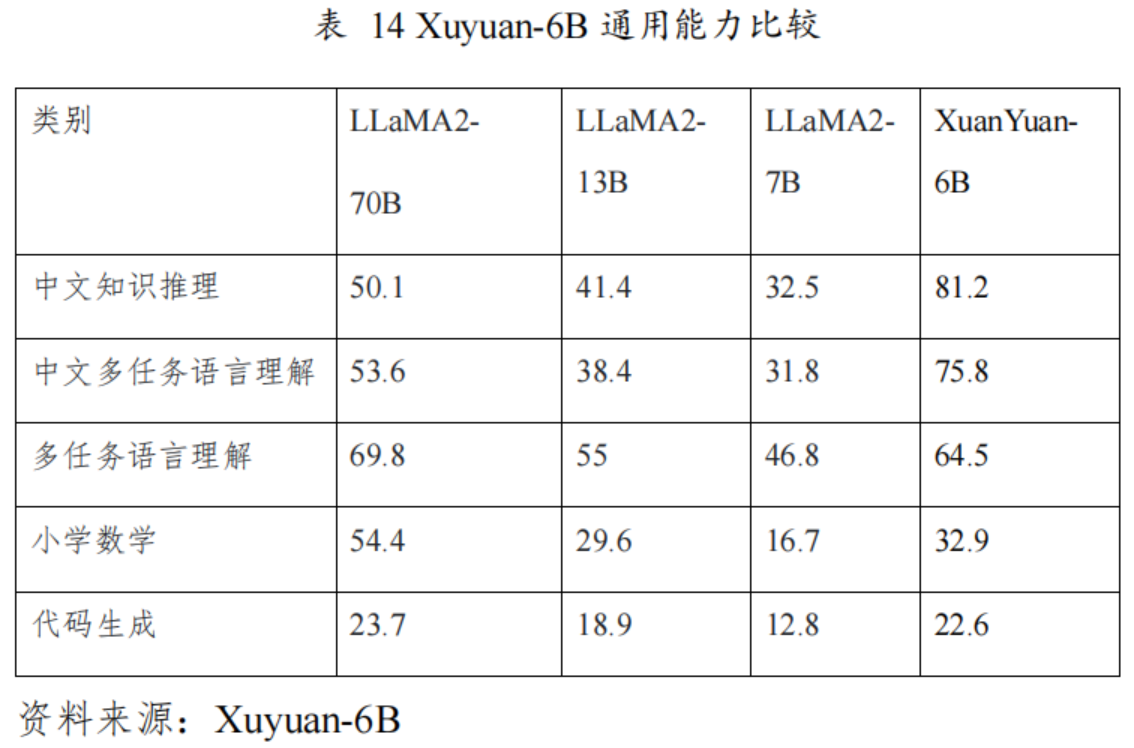 表 14 Xuyuan-6B 通用能力比较
类别 LLaMA2-70B LLaMA2-13B LLaMA2-7B XuanYuan-6B
中文知识推理 50.1 41.4 32.5 81.2
中文多任务语言理解 53.6 38.4 31.8 75.8
多任务语言理解 69.8 55 46.8 64.5
小学数学 54.4 29.6 16.7 32.9
代码生成 23.7 18.9 12.8 22.6
资料来源：Xuyuan-6B